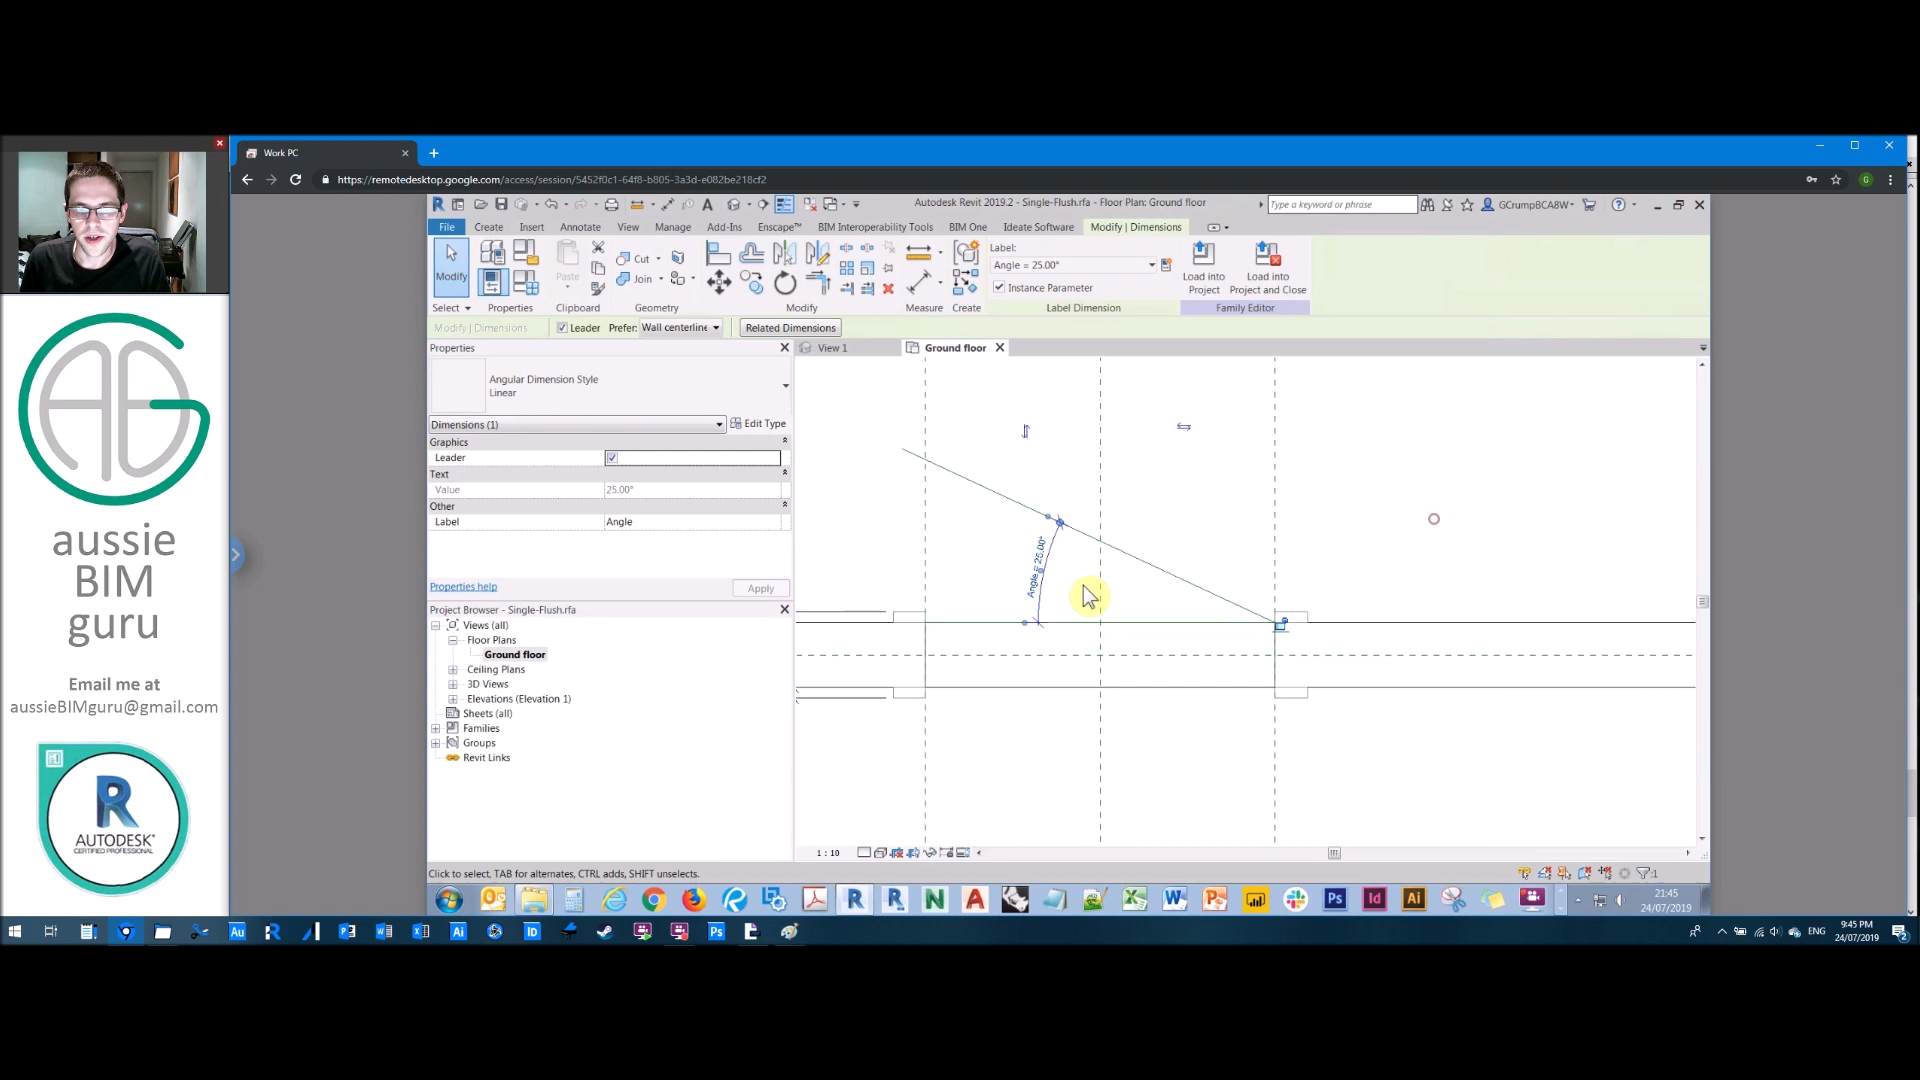 Work PC
https://remotedesktop.google.com/access/session/5452f0c1-64f8-b805-3a3d-e082be218cf2
Autodesk Revit 2019.2 - Single-Flush.rfa - Floor Plan: Ground floor
Type a keyword or phrase
GCrumpBCA8W
File Create Insert Annotate View Manage Add-Ins Enscape™ BIM Interoperability Tools BIM One Ideate Software Modify | Dimensions
Modify
Paste
Cut
Join
Label:
Angle = 25.00°
Instance Parameter
Load into Project
Load into Project and Close
Select Properties Clipboard Geometry Modify Measure Create Label Dimension Family Editor
Modify | Dimensions
Leader
Prefer: Wall centerline
Related Dimensions
Properties
View 1
Ground floor
Angular Dimension Style
Linear
Dimensions (1)
Edit Type
Graphics
Leader
Text
Value 25.00°
Other
Label Angle
Properties help
Apply
Project Browser - Single-Flush.rfa
Views (all)
Floor Plans
Ground floor
Ceiling Plans
3D Views
Elevations (Elevation 1)
Sheets (all)
Families
Groups
Revit Links
Angle = 25.00°
1 : 10
Click to select, TAB for alternates, CTRL adds, SHIFT unselects.
:1
21:45
24/07/2019
ENG
9:45 PM
24/07/2019
aussie
BIM
guru
Email me at
aussieBIMguru@gmail.com
R
AUTODESK
CERTIFIED PROFESSIONAL